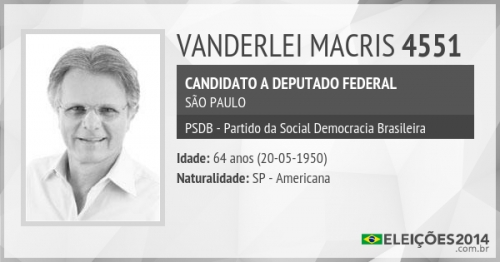 VANDERLEI MACRIS 4551
CANDIDATO A DEPUTADO FEDERAL
SÃO PAULO
PSDB - Partido da Social Democracia Brasileira
Idade: 64 anos (20-05-1950)
Naturalidade: SP - Americana
ELEIÇÕES2014
.com.br